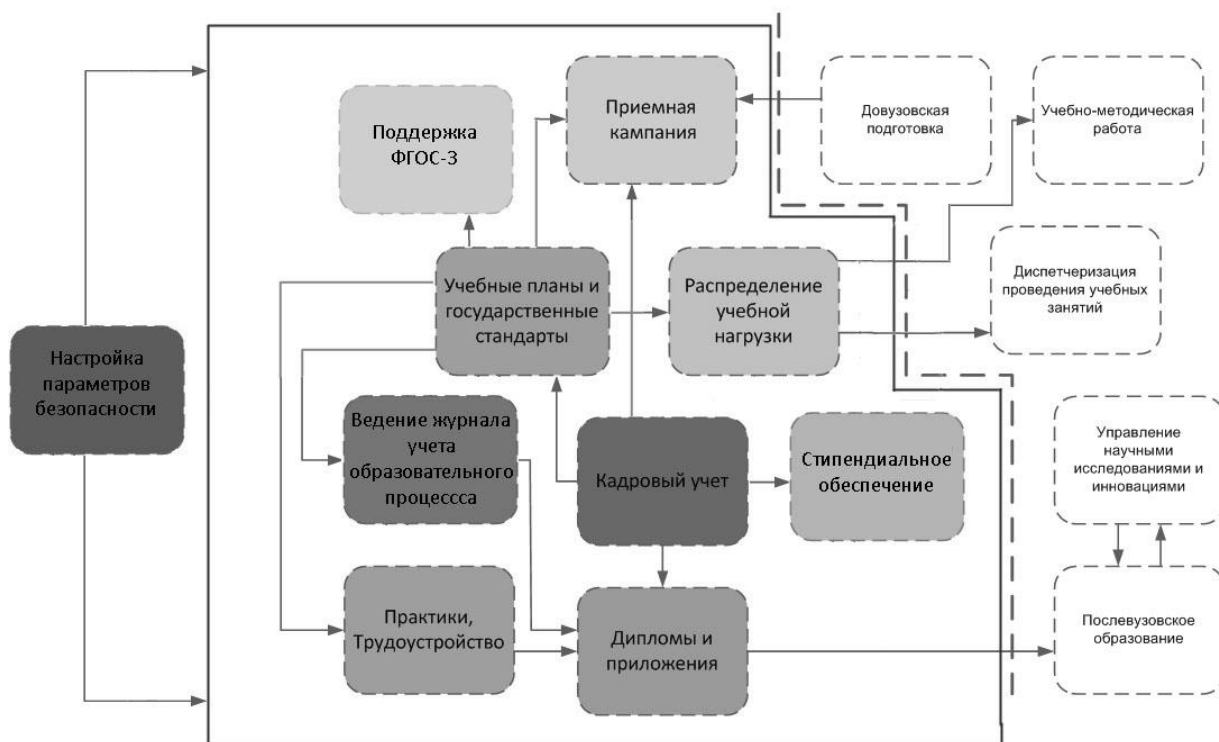 Приемная
кампания
Довузовская
подготовка
Учебно-методическая
работа
Поддержка
ФГОС-3
Учебные планы и
государственные
стандарты
Распределение
учебной
нагрузки
Диспетчеризация
проведения учебных
занятий
Настройка
параметров
безопасности
Ведение журнала
учета
образовательного
процессса
Кадровый учет
Стипендиальное
обеспечение
Управление
научными
исследованиями и
инновациями
Практики,
Трудоустройство
Дипломы и
приложения
Послевузовское
образование